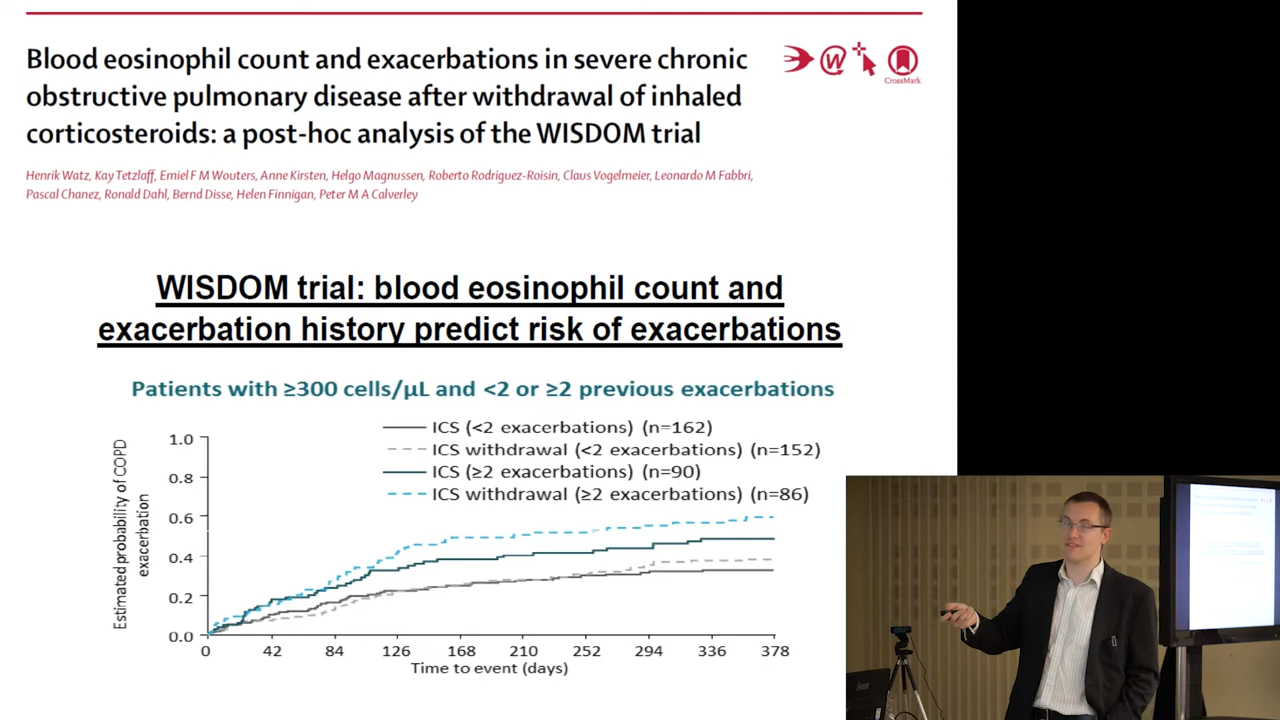 Blood eosinophil count and exacerbations in severe chronic
obstructive pulmonary disease after withdrawal of inhaled
corticosteroids: a post-hoc analysis of the WISDOM trial
W
CrossMark
Henrik Watz, Kay Tetzlaff, Emiel F M Wouters, Anne Kirsten, Helgo Magnussen, Roberto Rodriguez-Roisin, Claus Vogelmeier, Leonardo M Fabbri,
Pascal Chanez, Ronald Dahl, Bernd Disse, Helen Finnigan, Peter M A Calverley
WISDOM trial: blood eosinophil count and
exacerbation history predict risk of exacerbations
Patients with ≥300 cells/µL and <2 or ≥2 previous exacerbations
ICS (<2 exacerbations) (n=162)
ICS withdrawal (<2 exacerbations) (n=152)
ICS (≥2 exacerbations) (n=90)
ICS withdrawal (≥2 exacerbations) (n=86)
Estimated probability of COPD
exacerbation
1.0
0.8
0.6
0.4
0.2
0.0
0 42 84 126 168 210 252 294 336 378
Time to event (days)